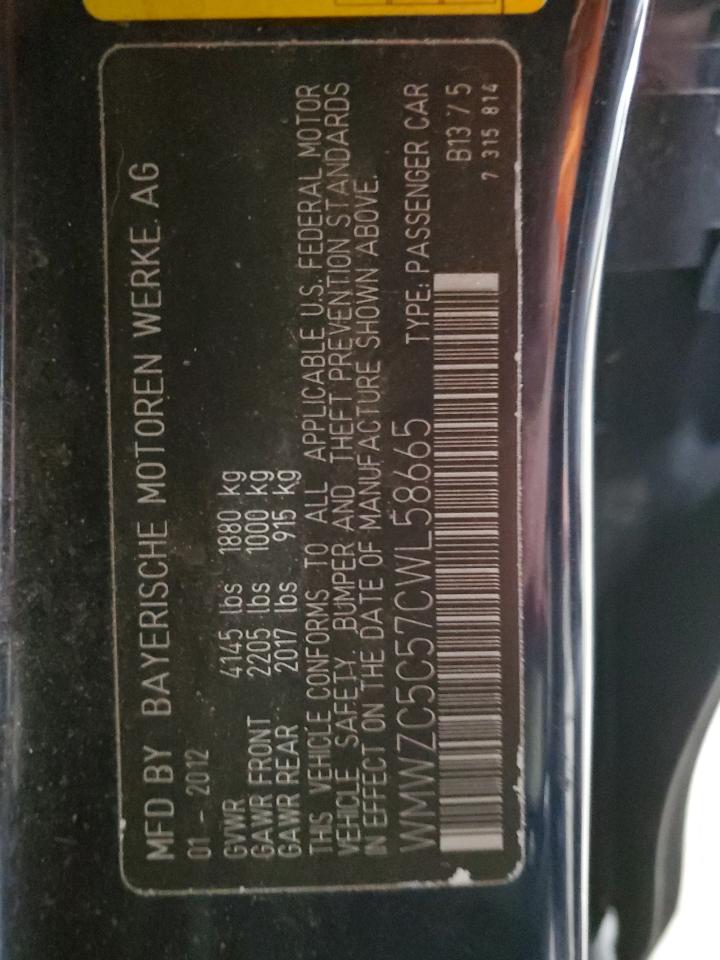 MFD BY BAYERISCHE MOTOREN WERKE AG
01 - 2012
GVWR 4145 lbs 1880 kg
GAWR FRONT 2205 lbs 1000 kg
GAWR REAR 2017 lbs 915 kg
THIS VEHICLE CONFORMS TO ALL APPLICABLE U.S. FEDERAL MOTOR
VEHICLE SAFETY, BUMPER AND THEFT PREVENTION STANDARDS
IN EFFECT ON THE DATE OF MANUFACTURE SHOWN ABOVE.
WMWZC5C57CWL58665 TYPE: PASSENGER CAR
B13 / 5
7 315 814